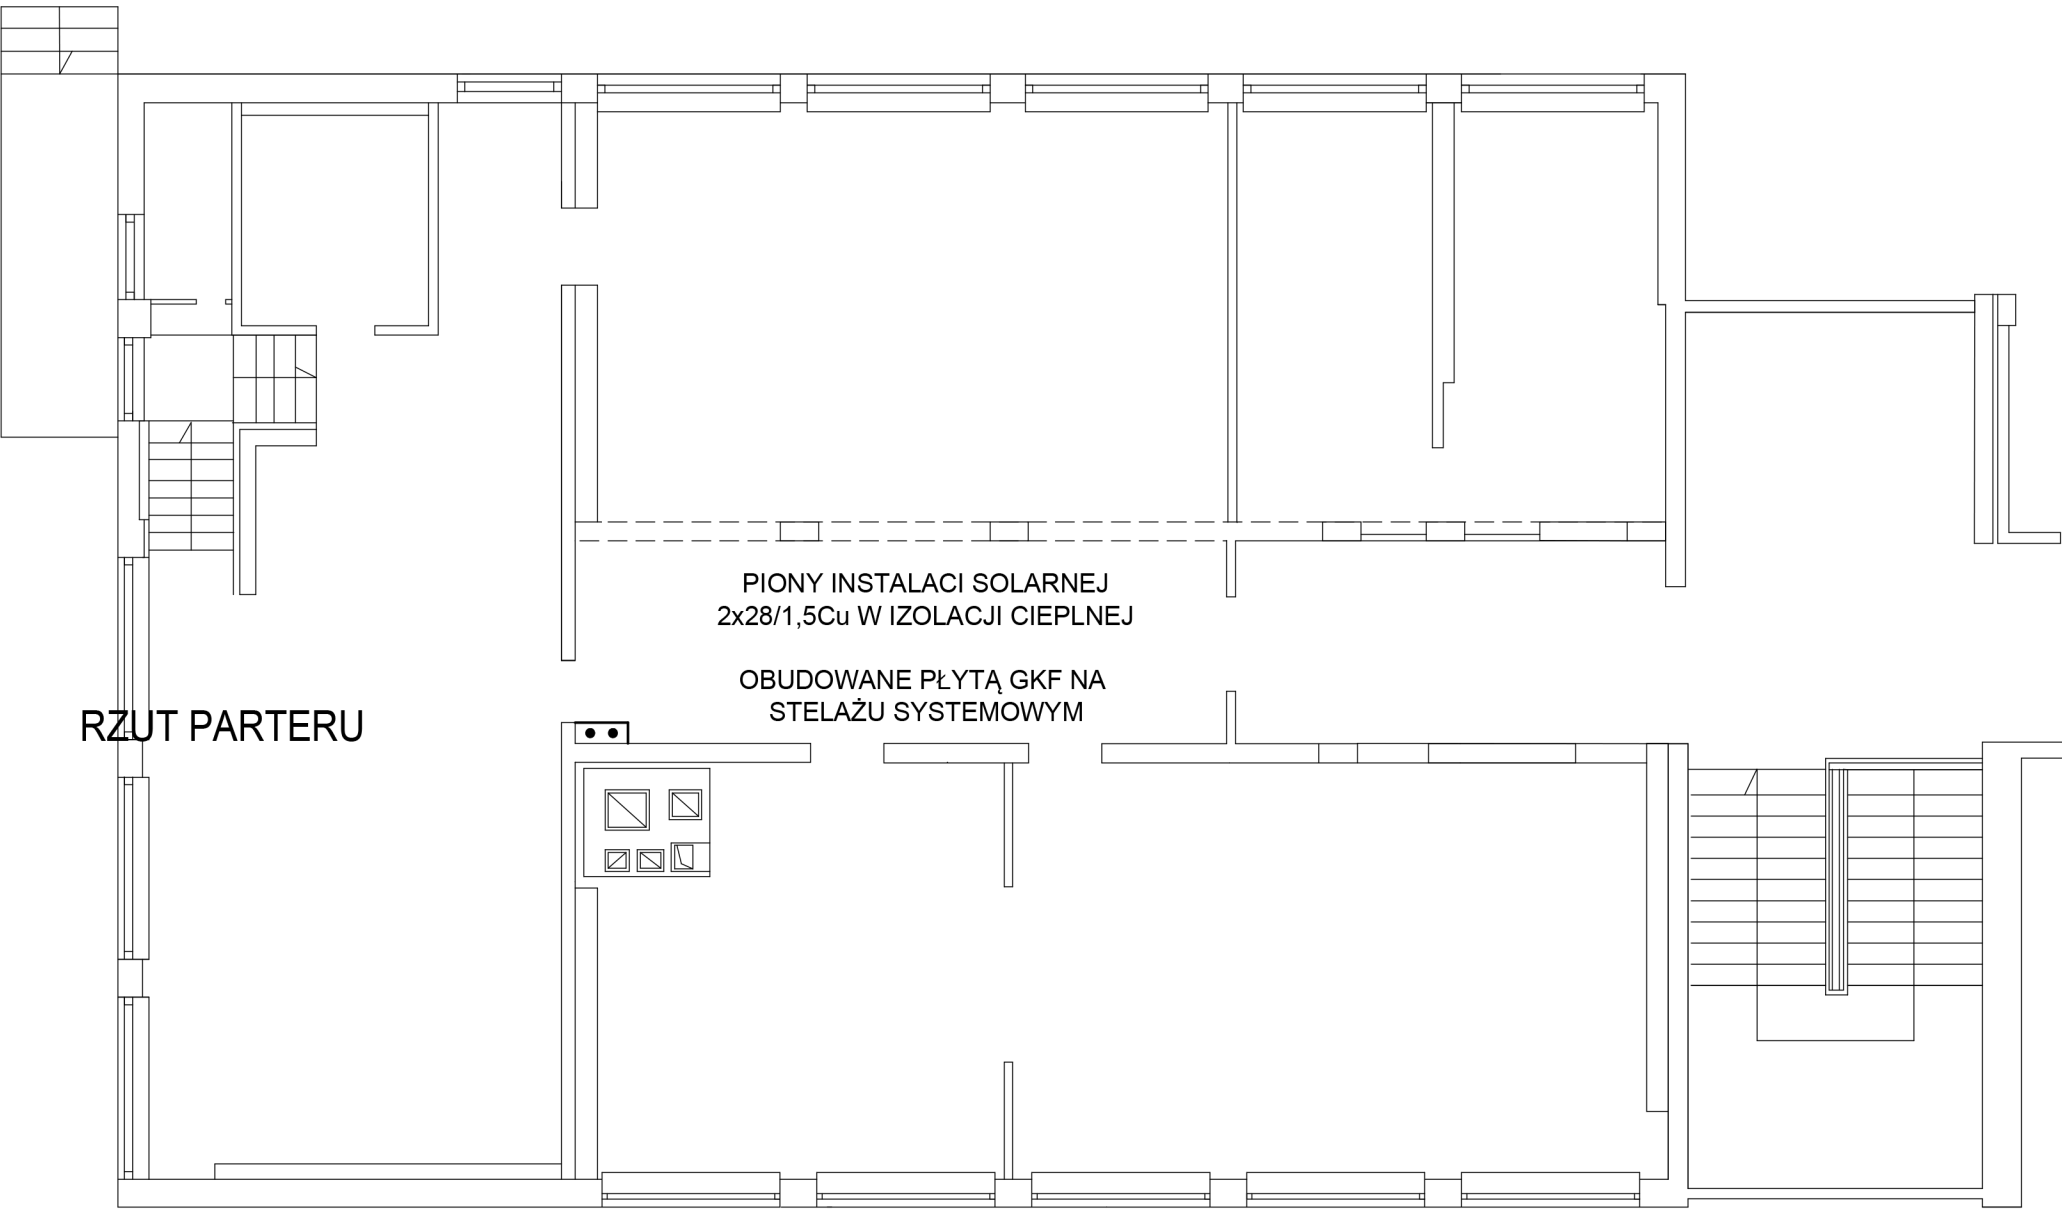 PIONY INSTALACI SOLARNEJ
2x28/1,5Cu W IZOLACJI CIEPLNEJ
OBUDOWANE PŁYTĄ GKF NA
STELAŻU SYSTEMOWYM
RZUT PARTERU